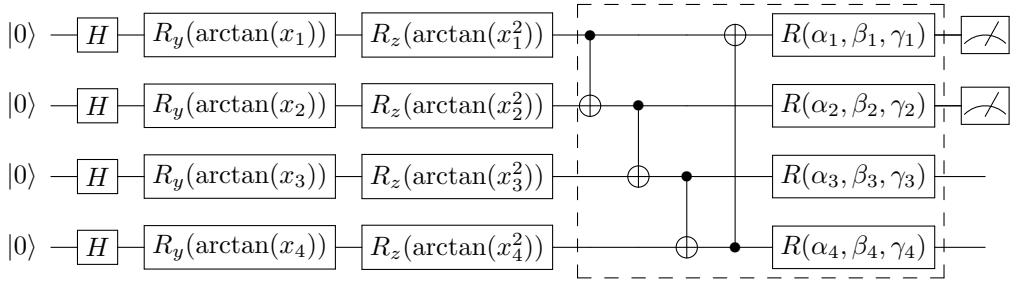 |0⟩ H R_y(arctan(x_1)) R_z(arctan(x_1^2)) R(α_1, β_1, γ_1)
|0⟩ H R_y(arctan(x_2)) R_z(arctan(x_2^2)) R(α_2, β_2, γ_2)
|0⟩ H R_y(arctan(x_3)) R_z(arctan(x_3^2)) R(α_3, β_3, γ_3)
|0⟩ H R_y(arctan(x_4)) R_z(arctan(x_4^2)) R(α_4, β_4, γ_4)